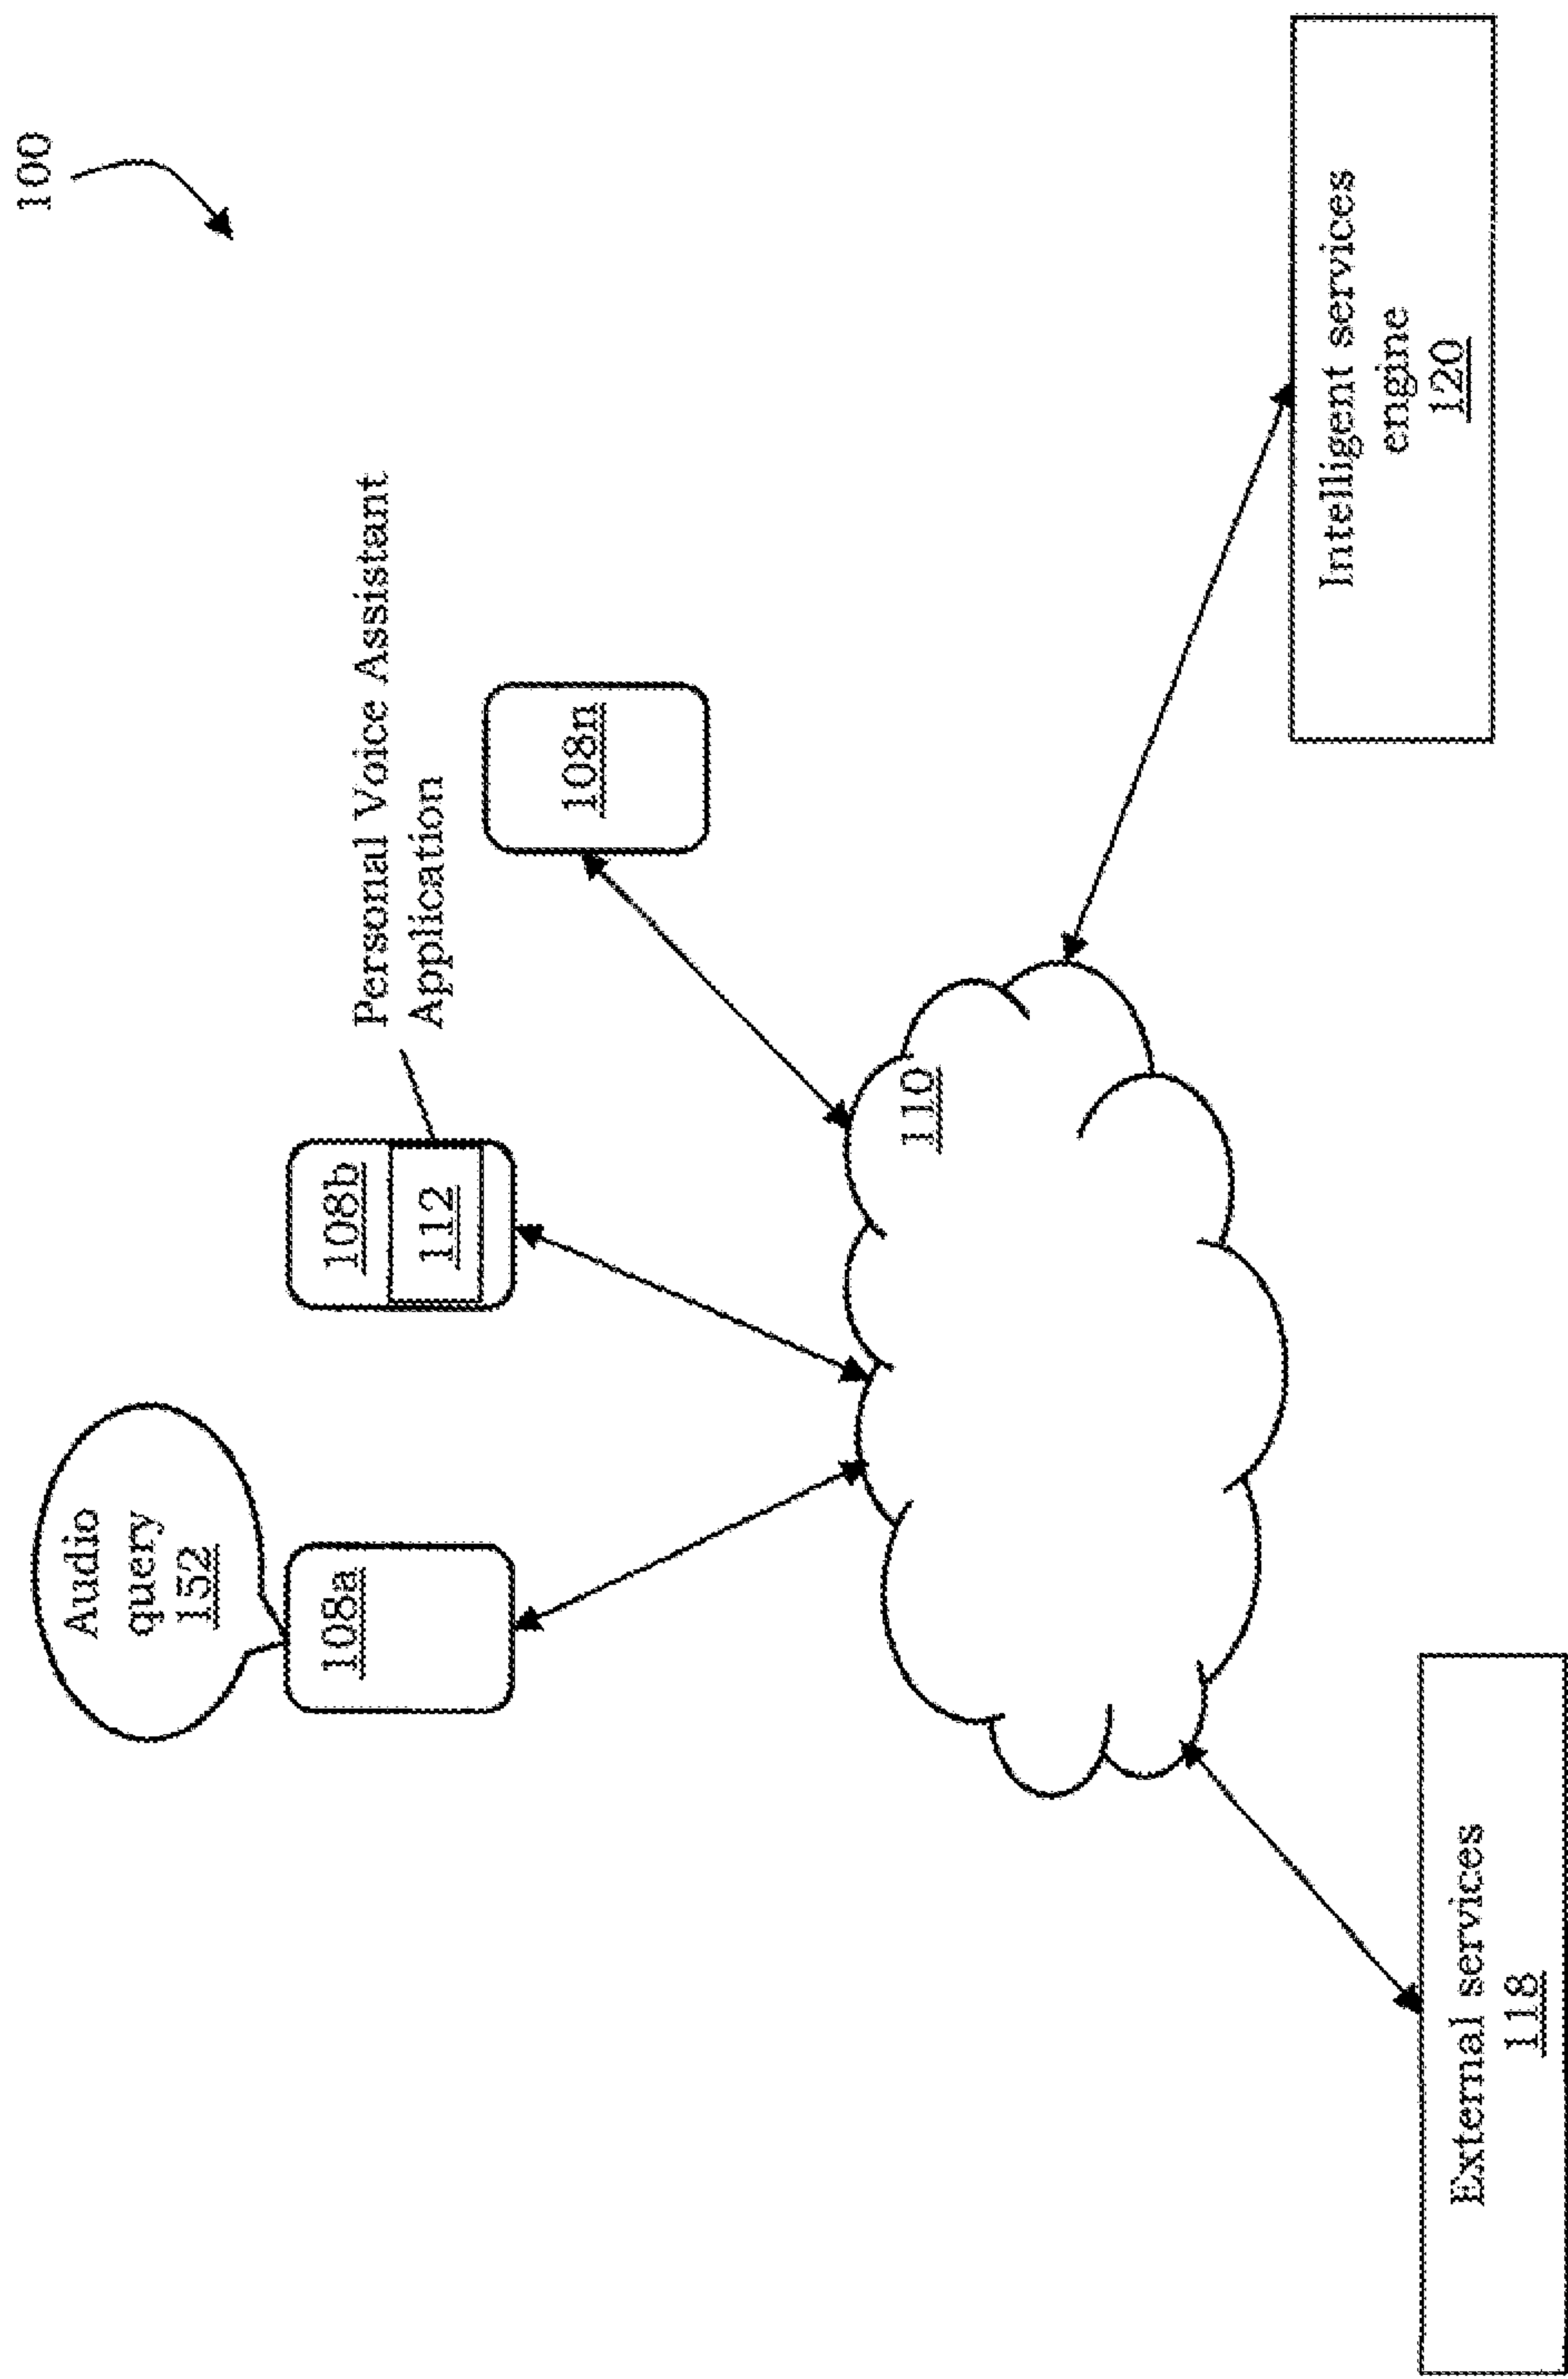 100
Audio
query
152
108a
108b
112
Personal Voice Assistant
Application
108n
110
External services
118
Intelligent services
engine
120